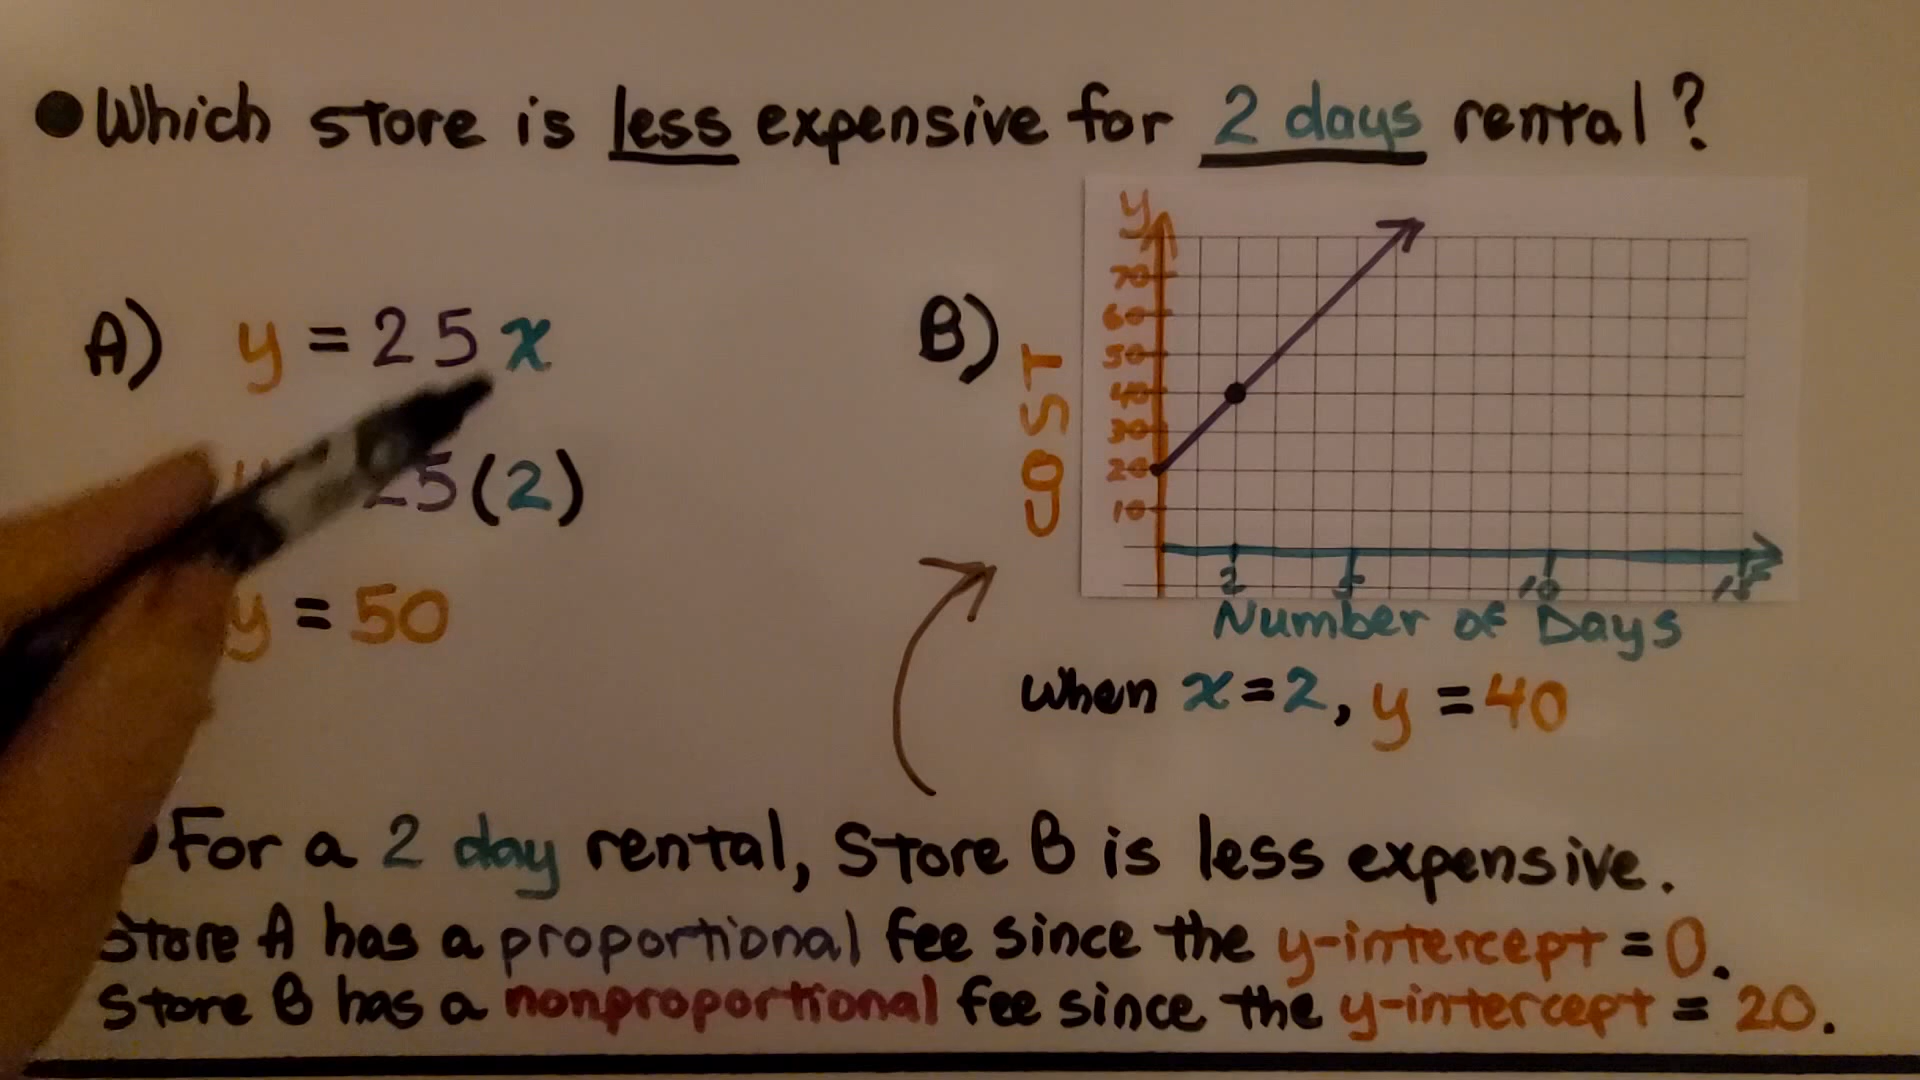 Which store is less expensive for 2 days rental?
A) y = 25x
25(2)
y = 50
B)
COST
y
70
60
50
40
30
20
10
2 5 10 15
Number of Days
when x=2, y=40
For a 2 day rental, store B is less expensive.
Store A has a proportional fee since the y-intercept = 0.
Store B has a nonproportional fee since the y-intercept = 20.